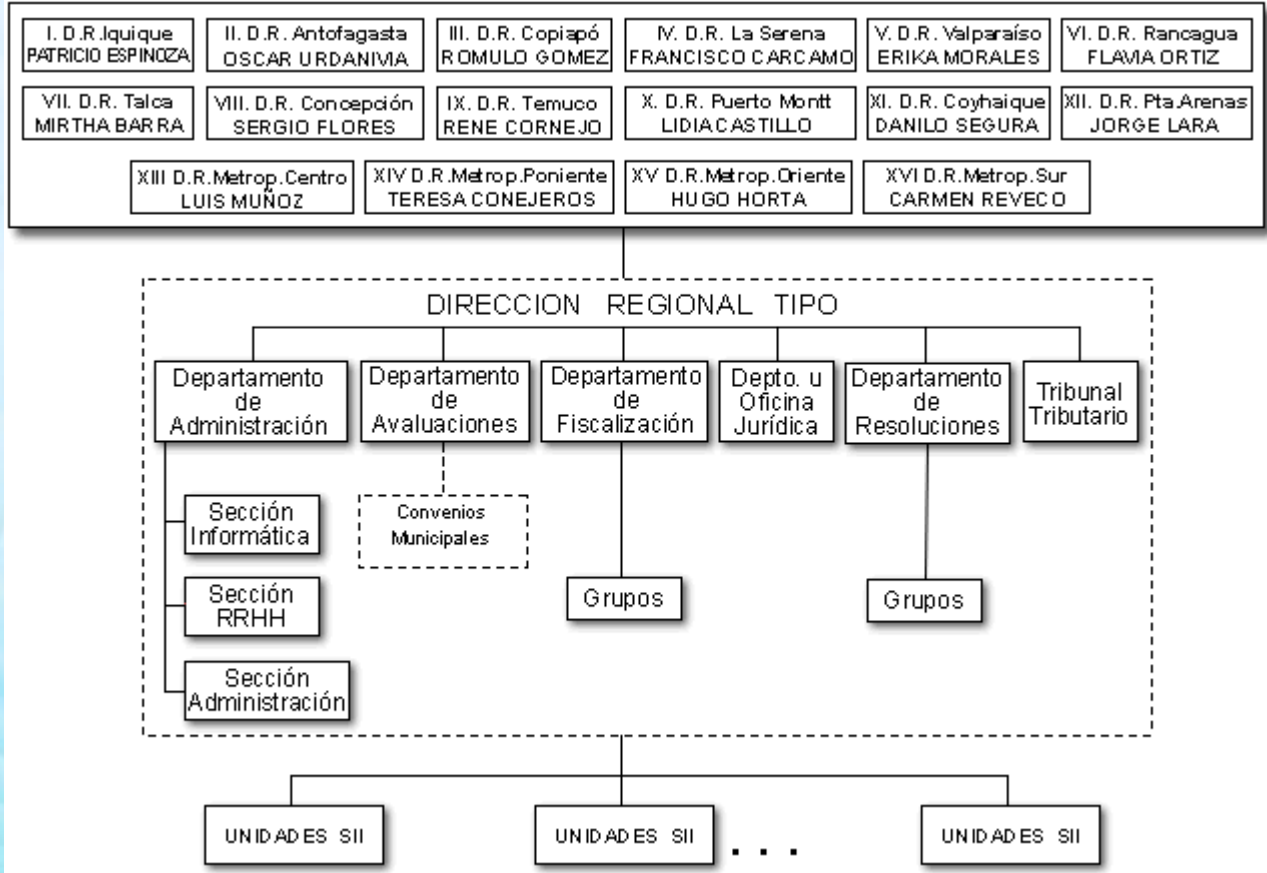 I. D.R.Iquique
PATRICIO ESPINOZA
II. D.R. Antofagasta
OSCAR URDANIVIA
III. D.R. Copiapó
ROMULO GOMEZ
IV. D.R. La Serena
FRANCISCO CARCAMO
V. D.R. Valparaíso
ERIKA MORALES
VI. D.R. Rancagua
FLAVIA ORTIZ
VII. D.R. Talca
MIRTHA BARRA
VIII. D.R. Concepción
SERGIO FLORES
IX. D.R. Temuco
RENE CORNEJO
X. D.R. Puerto Montt
LIDIA CASTILLO
XI. D.R. Coyhaique
DANILO SEGURA
XII. D.R. Pta.Arenas
JORGE LARA
XIII D.R.Metrop.Centro
LUIS MUÑOZ
XIV D.R.Metrop.Poniente
TERESA CONEJEROS
XV D.R.Metrop.Oriente
HUGO HORTA
XVI D.R.Metrop.Sur
CARMEN REVECO
DIRECCION REGIONAL TIPO
Departamento
de
Administración
Departamento
de
Avaluaciones
Departamento
de
Fiscalización
Depto. u
Oficina
Jurídica
Departamento
de
Resoluciones
Tribunal
Tributario
Sección
Informática
Convenios
Municipales
Sección
RRHH
Grupos
Grupos
Sección
Administración
UNIDADES SII
UNIDADES SII
. . .
UNIDADES SII